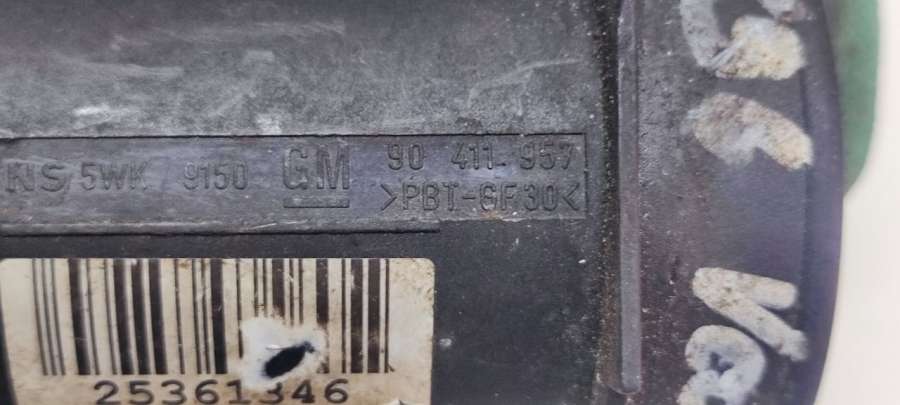 NS 5WK 9150 GM 90 411 957
>PBT-GF30<
25361346